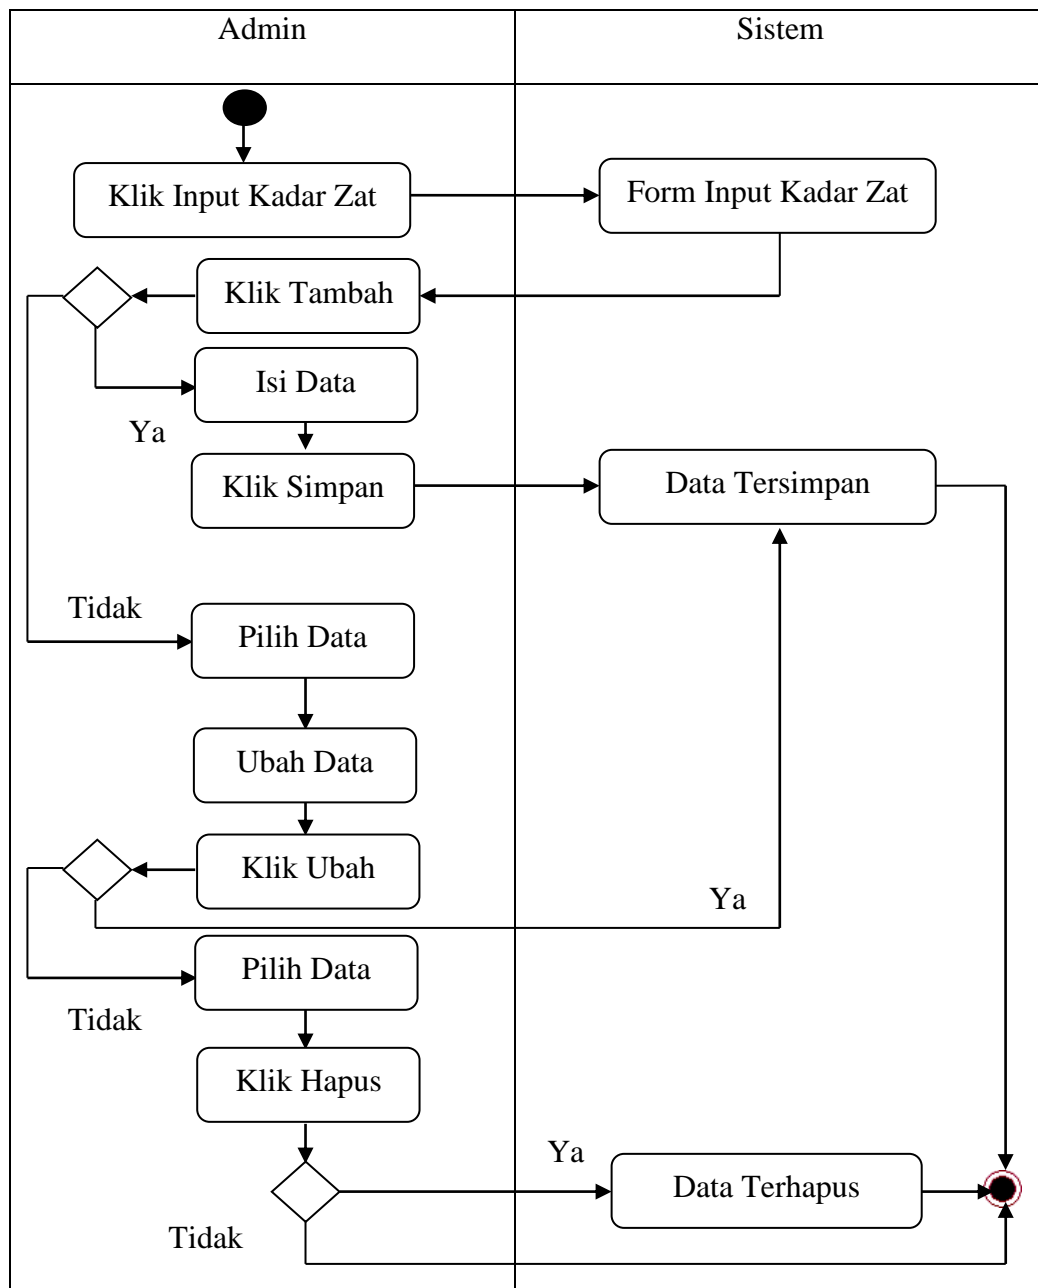 Admin
Sistem
Klik Input Kadar Zat
Form Input Kadar Zat
Klik Tambah
Isi Data
Ya
Klik Simpan
Data Tersimpan
Tidak
Pilih Data
Ubah Data
Klik Ubah
Ya
Pilih Data
Tidak
Klik Hapus
Ya
Data Terhapus
Tidak